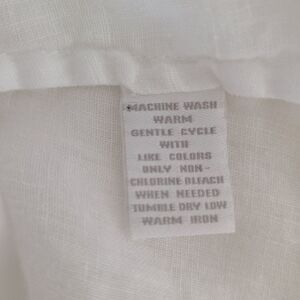 MACHINE WASH
WARM
GENTLE CYCLE
WITH
LIKE COLORS
ONLY NON-
CHLORINE BLEACH
WHEN NEEDED
TUMBLE DRY LOW
WARM IRON